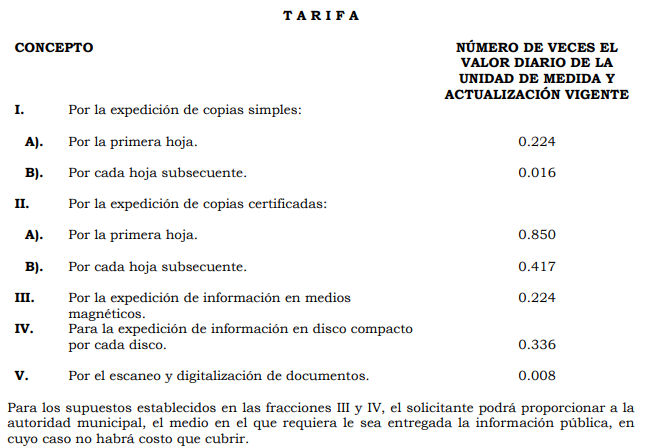 T A R I F A
CONCEPTO NÚMERO DE VECES EL
VALOR DIARIO DE LA
UNIDAD DE MEDIDA Y
ACTUALIZACIÓN VIGENTE
I. Por la expedición de copias simples:
A). Por la primera hoja. 0.224
B). Por cada hoja subsecuente. 0.016
II. Por la expedición de copias certificadas:
A). Por la primera hoja. 0.850
B). Por cada hoja subsecuente. 0.417
III. Por la expedición de información en medios 0.224
magnéticos.
IV. Para la expedición de información en disco compacto
por cada disco. 0.336
V. Por el escaneo y digitalización de documentos. 0.008
Para los supuestos establecidos en las fracciones III y IV, el solicitante podrá proporcionar a la
autoridad municipal, el medio en el que requiera le sea entregada la información pública, en
cuyo caso no habrá costo que cubrir.